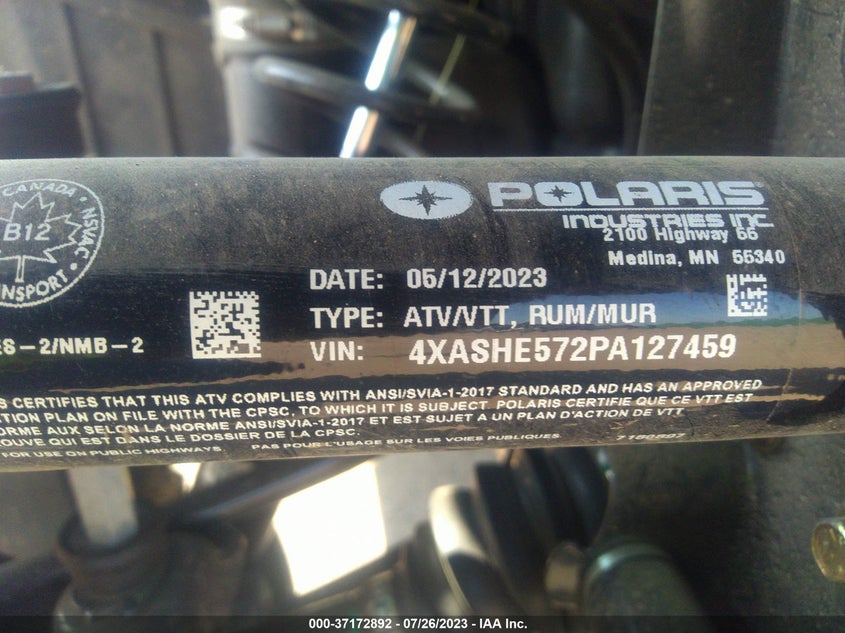 CANADA
NSVAC
B12
POLARIS
INDUSTRIES INC.
2100 Highway 55
Medina, MN 55340
DATE: 05/12/2023
TYPE: ATV/VTT, RUM/MUR
-2/NMB-2
VIN: 4XASHE572PA127459
CERTIFIES THAT THIS ATV COMPLIES WITH ANSI/SVIA-1-2017 STANDARD AND HAS AN APPROVED
PLAN ON FILE WITH THE CPSC, TO WHICH IT IS SUBJECT. POLARIS CERTIFIE QUE CE VTT EST
AUX SELON LA NORME ANSI/SVIA-1-2017 ET EST SUJET A UN PLAN D'ACTION DE VTT
QUI EST DANS LE DOSSIER DE LA CPSC.
FOR USE ON PUBLIC HIGHWAYS. PAS POUR L'USAGE SUR LES VOIES PUBLIQUES.
000-37172892 - 07/26/2023 - IAA Inc.